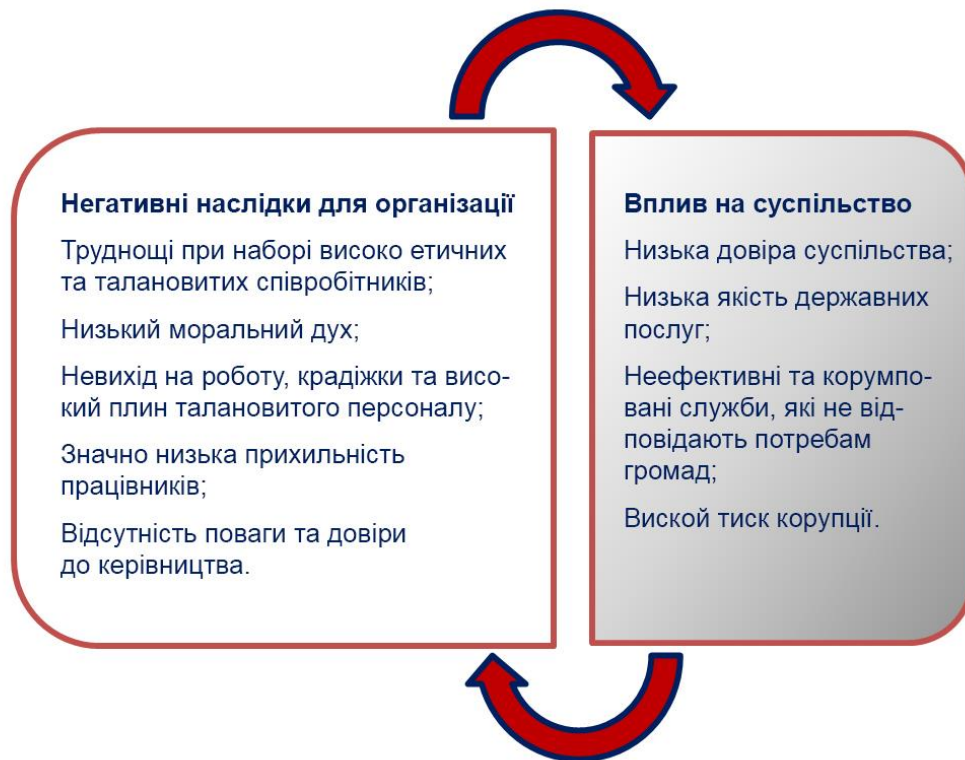 Негативні наслідки для організації
Труднощі при наборі високо етичних
та талановитих співробітників;
Низький моральний дух;
Невихід на роботу, крадіжки та висо-
кий плин талановитого персоналу;
Значно низька прихильність
працівників;
Відсутність поваги та довіри
до керівництва.
Вплив на суспільство
Низька довіра суспільства;
Низька якість державних
послуг;
Неефективні та корумпо-
вані служби, які не від-
повідають потребам
громад;
Виской тиск корупції.